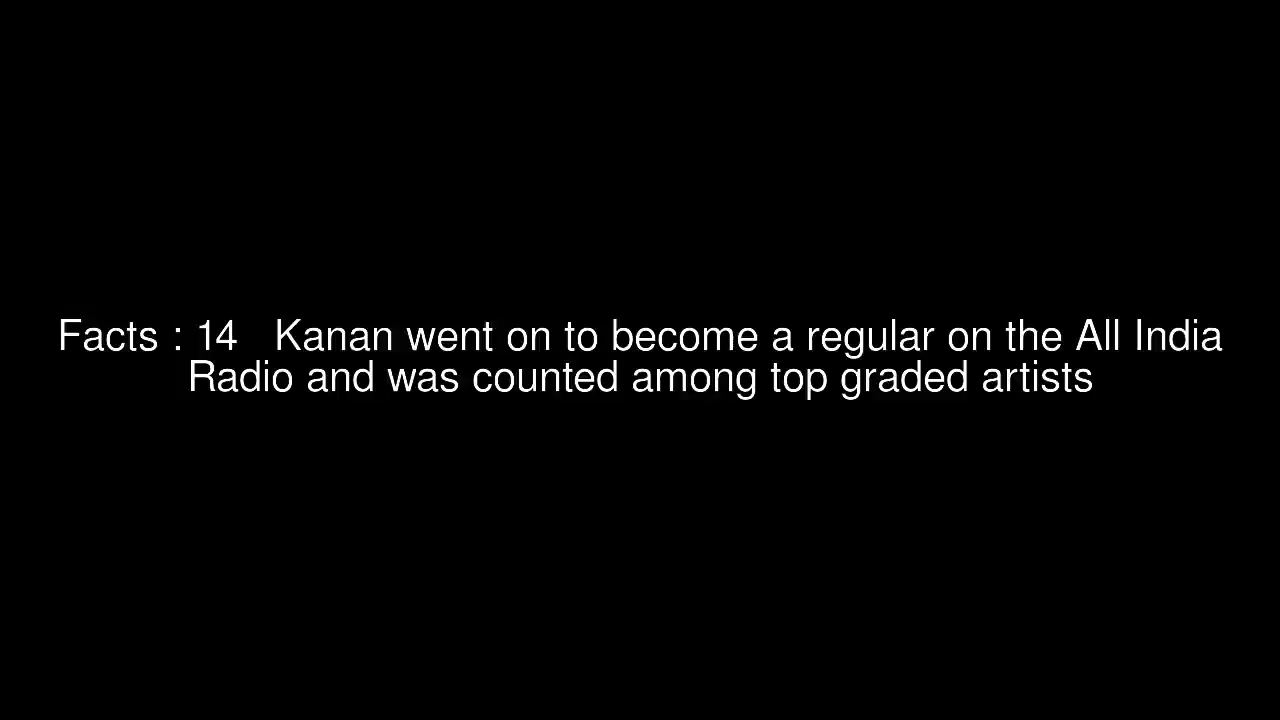 Facts : 14   Kanan went on to become a regular on the All India
Radio and was counted among top graded artists